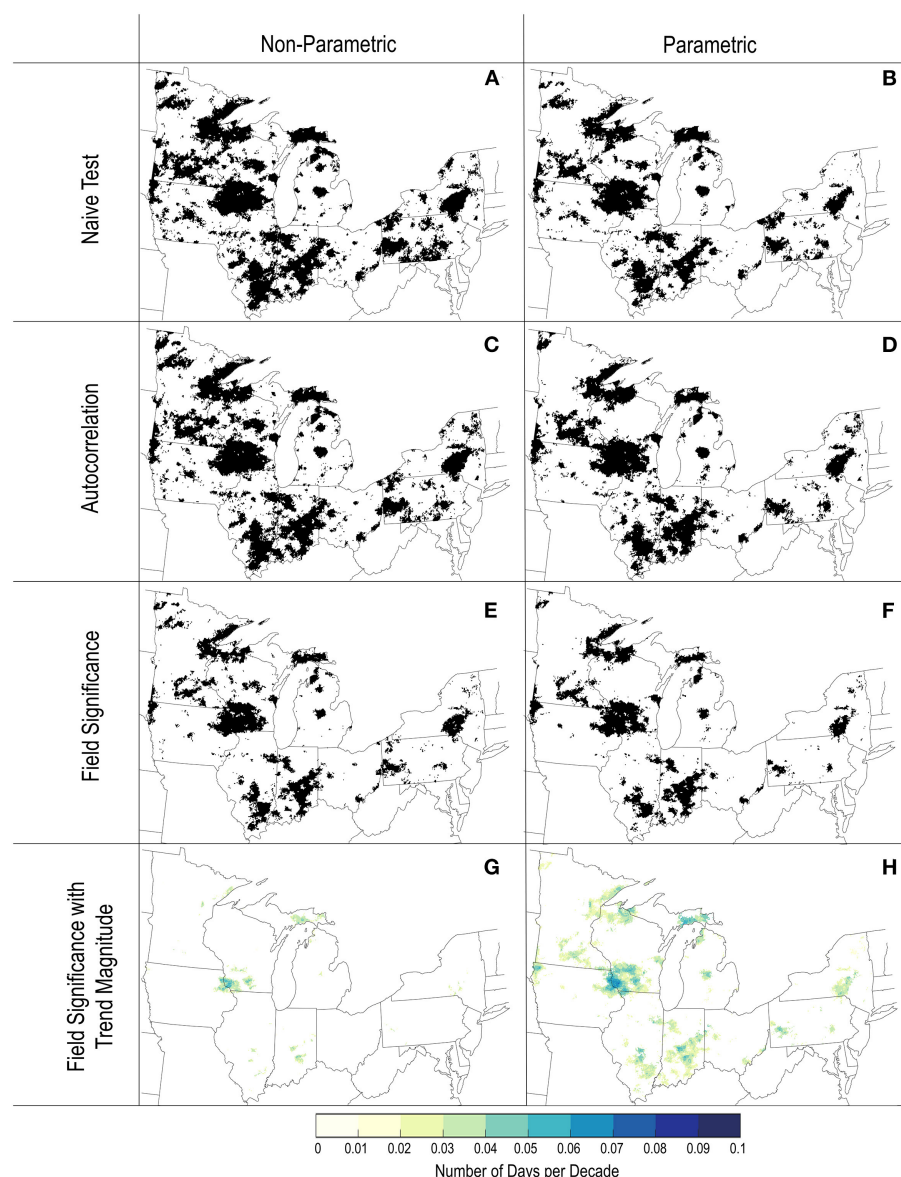 Non-Parametric
Parametric
Naive Test
A
B
Autocorrelation
C
D
Field Significance
E
F
Field Significance with
Trend Magnitude
G
H
0 0.01 0.02 0.03 0.04 0.05 0.06 0.07 0.08 0.09 0.1
Number of Days per Decade